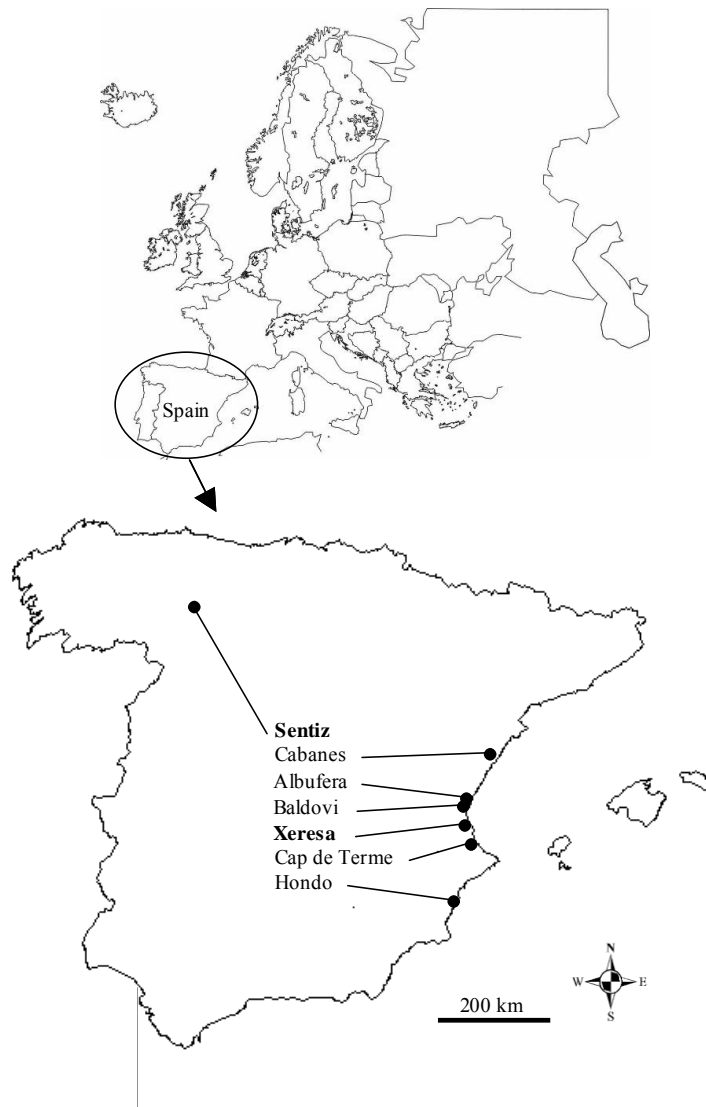 Spain
Sentiz
Cabanes
Albufera
Baldovi
Xeresa
Cap de Terme
Hondo
N
W E
S
200 km